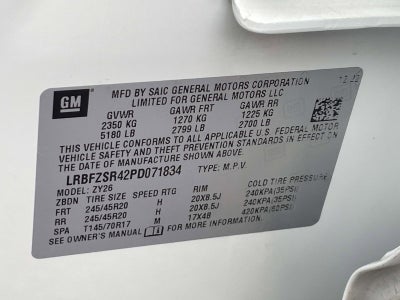 GM
MFD BY SAIC GENERAL MOTORS CORPORATION
LIMITED FOR GENERAL MOTORS LLC
GVWR GAWR FRT GAWR RR
2350 KG 1270 KG 1225 KG
5180 LB 2799 LB 2700 LB
THIS VEHICLE CONFORMS TO ALL APPLICABLE U.S. FEDERAL MOTOR
VEHICLE SAFETY AND THEFT PREVENTION STANDARDS IN EFFECT ON
THE DATE OF MANUFACTURE SHOWN ABOVE.
LRBFZSR42PD071834 TYPE: M.P.V.
MODEL: ZY26
ZBDN TIRE SIZE SPEED RTG RIM COLD TIRE PRESSURE
FRT 245/45R20 H 20X8.5J 240KPA(35PSI)
RR 245/45R20 H 20X8.5J 240KPA(35PSI)
SPA T145/70R17 M 17X4B 420KPA(60PSI)
SEE OWNER'S MANUAL FOR MORE INFORMATION.